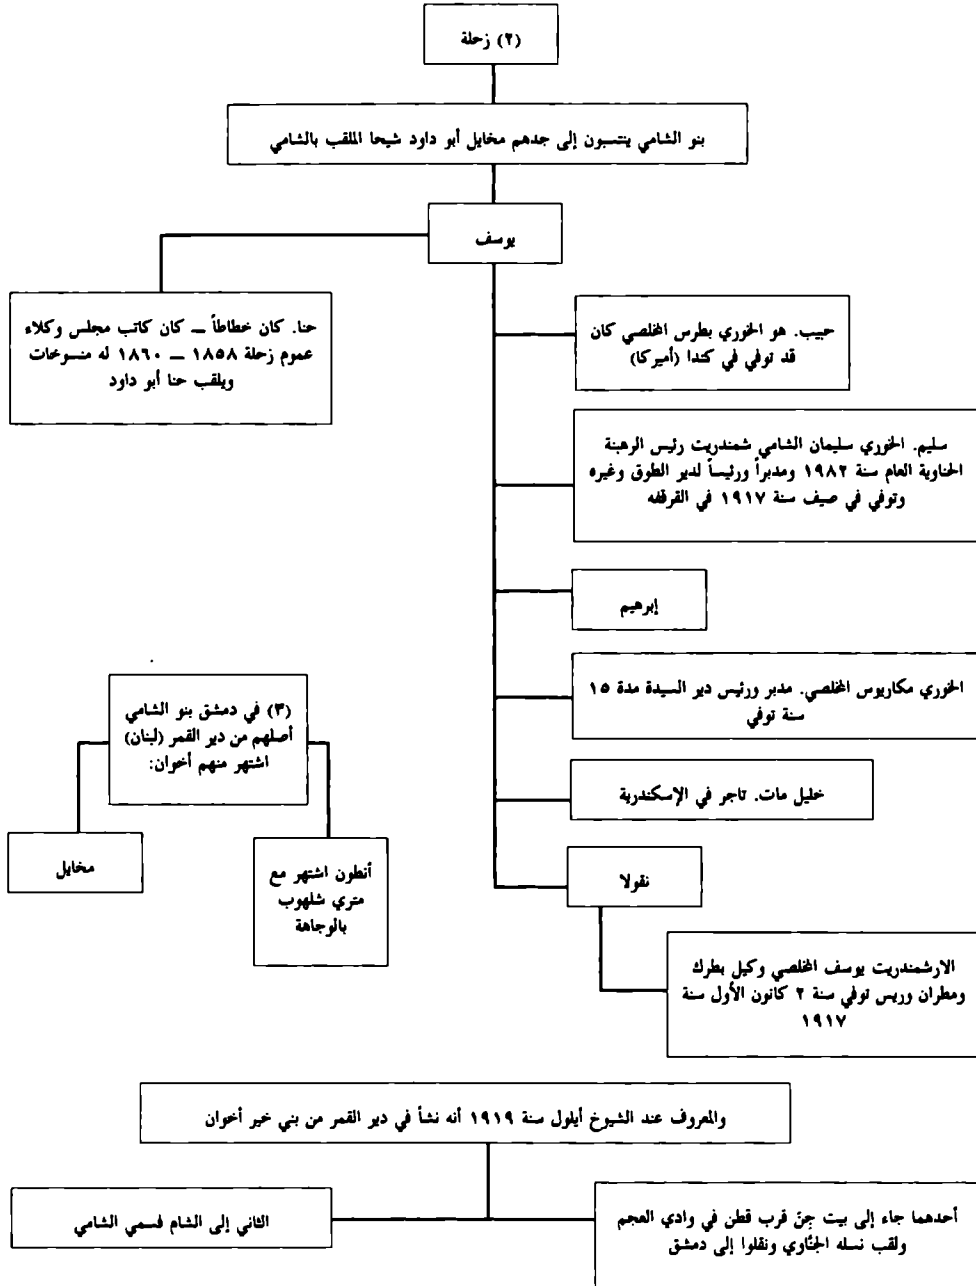 (٢) زحلة
بنو الشامي ينتسبون إلى جدهم مخايل أبو داود شيحا الملقب بالشامي
يوسف
حنا. كان خطاطاً ــ كان كاتب مجلس وكلاء
عموم زحلة ١٨٥٨ ــ ١٨٦٠ له منسوخات
ويلقب حنا أبو داود
حبيب. هو الخوري بطرس المخلصي كان
قد توفي في كندا (أميركا)
سليم. الخوري سليمان الشامي شمندريت رئيس الرهبنة
الحناوية العام سنة ١٩٨٢ ومدبراً ورئيساً لدير الطوق وغيره
وتوفي في صيف سنة ١٩١٧ في القرقفه
إبرهيم
الخوري مكاريوس المخلصي. مدبر ورئيس دير السيدة مدة ١٥
سنة توفي
خليل مات. تاجر في الإسكندرية
نقولا
الارشمندريت يوسف المخلصي وكيل بطرك
ومطران وريس توفي سنة ٢ كانون الأول سنة
١٩١٧
(٣) في دمشق بنو الشامي
أصلهم من دير القمر (لبنان)
اشتهر منهم أخوان:
أنطون اشتهر مع
متري شلهوب
بالوجاهة
مخايل
والمعروف عند الشيوخ أيلول سنة ١٩١٩ أنه نشأ في دير القمر من بني خير أخوان
أحدهما جاء إلى بيت جِنّ قرب قطن في وادي العجم
ولقب نسله الجنّاوي ونقلوا إلى دمشق
الثاني إلى الشام فسمي الشامي